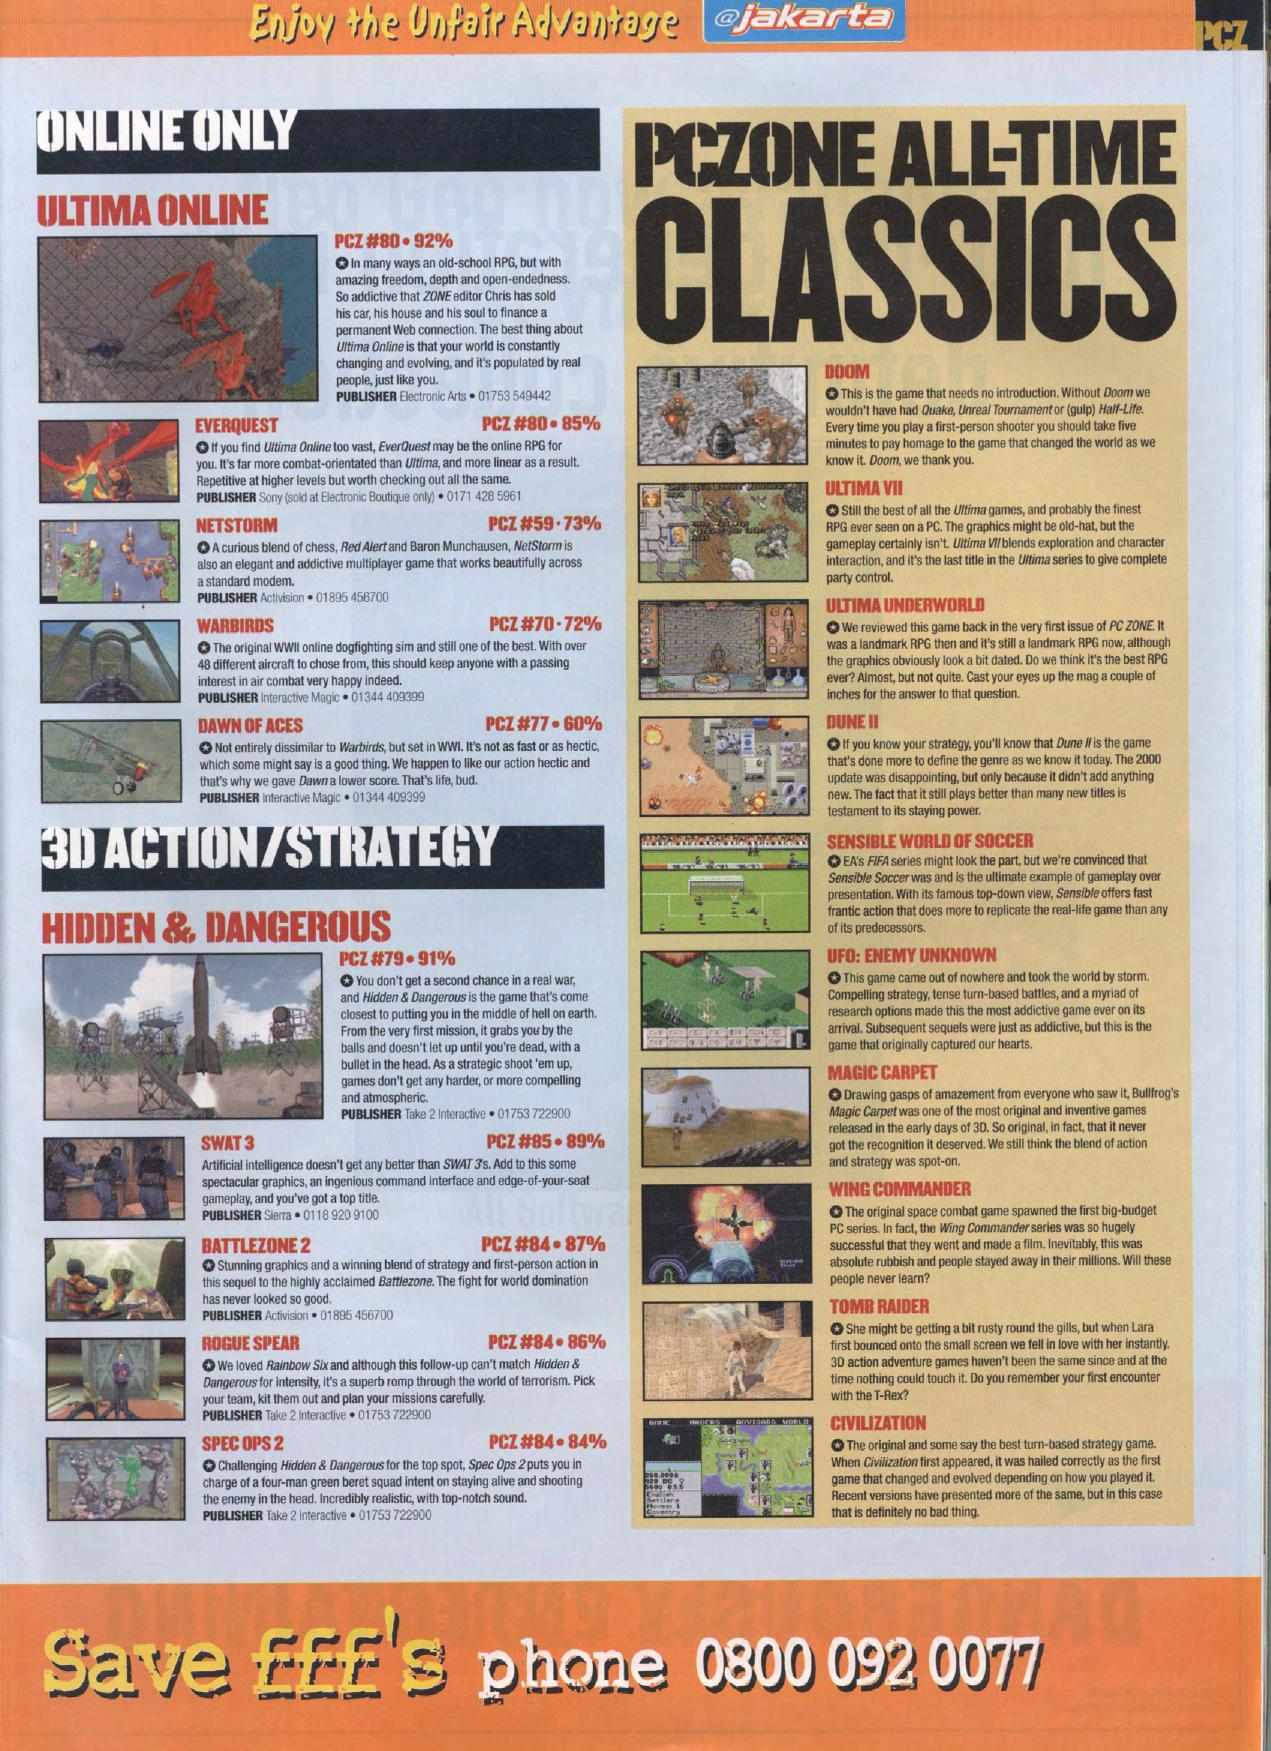 Enjoy the Unfair Advantage
@jakarta
PCZ
ONLINE ONLY
ULTIMA ONLINE
PCZ #80 • 92%
In many ways an old-school RPG, but with
amazing freedom, depth and open-endedness.
So addictive that ZONE editor Chris has sold
his car, his house and his soul to finance a
permanent Web connection. The best thing about
Ultima Online is that your world is constantly
changing and evolving, and it's populated by real
people, just like you.
PUBLISHER Electronic Arts • 01753 549442
EVERQUEST PCZ #80 • 85%
If you find Ultima Online too vast, EverQuest may be the online RPG for
you. It's far more combat-orientated than Ultima, and more linear as a result.
Repetitive at higher levels but worth checking out all the same.
PUBLISHER Sony (sold at Electronic Boutique only) • 0171 428 5961
NETSTORM PCZ #59 • 73%
A curious blend of chess, Red Alert and Baron Munchausen, NetStorm is
also an elegant and addictive multiplayer game that works beautifully across
a standard modem.
PUBLISHER Activision • 01895 456700
WARBIRDS PCZ #70 • 72%
The original WWII online dogfighting sim and still one of the best. With over
48 different aircraft to chose from, this should keep anyone with a passing
interest in air combat very happy indeed.
PUBLISHER Interactive Magic • 01344 409399
DAWN OF ACES PCZ #77 • 60%
Not entirely dissimilar to Warbirds, but set in WWI. It's not as fast or as hectic,
which some might say is a good thing. We happen to like our action hectic and
that's why we gave Dawn a lower score. That's life, bud.
PUBLISHER Interactive Magic • 01344 409399
3D ACTION/STRATEGY
HIDDEN & DANGEROUS
PCZ #79 • 91%
You don't get a second chance in a real war,
and Hidden & Dangerous is the game that's come
closest to putting you in the middle of hell on earth.
From the very first mission, it grabs you by the
balls and doesn't let up until you're dead, with a
bullet in the head. As a strategic shoot 'em up,
games don't get any harder, or more compelling
and atmospheric.
PUBLISHER Take 2 Interactive • 01753 722900
SWAT 3 PCZ #85 • 89%
Artificial intelligence doesn't get any better than SWAT 3's. Add to this some
spectacular graphics, an ingenious command interface and edge-of-your-seat
gameplay, and you've got a top title.
PUBLISHER Sierra • 0118 920 9100
BATTLEZONE 2 PCZ #84 • 87%
Stunning graphics and a winning blend of strategy and first-person action in
this sequel to the highly acclaimed Battlezone. The fight for world domination
has never looked so good.
PUBLISHER Activision • 01895 456700
ROGUE SPEAR PCZ #84 • 86%
We loved Rainbow Six and although this follow-up can't match Hidden &
Dangerous for intensity, it's a superb romp through the world of terrorism. Pick
your team, kit them out and plan your missions carefully.
PUBLISHER Take 2 Interactive • 01753 722900
SPEC OPS 2 PCZ #84 • 84%
Challenging Hidden & Dangerous for the top spot, Spec Ops 2 puts you in
charge of a four-man green beret squad intent on staying alive and shooting
the enemy in the head. Incredibly realistic, with top-notch sound.
PUBLISHER Take 2 Interactive • 01753 722900
PCZONE ALL-TIME
CLASSICS
DOOM
This is the game that needs no introduction. Without Doom we
wouldn't have had Quake, Unreal Tournament or (gulp) Half-Life.
Every time you play a first-person shooter you should take five
minutes to pay homage to the game that changed the world as we
know it. Doom, we thank you.
ULTIMA VII
Still the best of all the Ultima games, and probably the finest
RPG ever seen on a PC. The graphics might be old-hat, but the
gameplay certainly isn't. Ultima VII blends exploration and character
interaction, and it's the last title in the Ultima series to give complete
party control.
ULTIMA UNDERWORLD
We reviewed this game back in the very first issue of PC ZONE. It
was a landmark RPG then and it's still a landmark RPG now, although
the graphics obviously look a bit dated. Do we think it's the best RPG
ever? Almost, but not quite. Cast your eyes up the mag a couple of
inches for the answer to that question.
DUNE II
If you know your strategy, you'll know that Dune II is the game
that's done more to define the genre as we know it today. The 2000
update was disappointing, but only because it didn't add anything
new. The fact that it still plays better than many new titles is
testament to its staying power.
SENSIBLE WORLD OF SOCCER
EA's FIFA series might look the part, but we're convinced that
Sensible Soccer was and is the ultimate example of gameplay over
presentation. With its famous top-down view, Sensible offers fast
frantic action that does more to replicate the real-life game than any
of its predecessors.
UFO: ENEMY UNKNOWN
This game came out of nowhere and took the world by storm.
Compelling strategy, tense turn-based battles, and a myriad of
research options made this the most addictive game ever on its
arrival. Subsequent sequels were just as addictive, but this is the
game that originally captured our hearts.
MAGIC CARPET
Drawing gasps of amazement from everyone who saw it, Bullfrog's
Magic Carpet was one of the most original and inventive games
released in the early days of 3D. So original, in fact, that it never
got the recognition it deserved. We still think the blend of action
and strategy was spot-on.
WING COMMANDER
The original space combat game spawned the first big-budget
PC series. In fact, the Wing Commander series was so hugely
successful that they went and made a film. Inevitably, this was
absolute rubbish and people stayed away in their millions. Will these
people never learn?
TOMB RAIDER
She might be getting a bit rusty round the gills, but when Lara
first bounced onto the small screen we fell in love with her instantly.
3D action adventure games haven't been the same since and at the
time nothing could touch it. Do you remember your first encounter
with the T-Rex?
GAME ORDERS ADVISORS WORLD
English
Settlers
Moves: 1
Coventry
CIVILIZATION
The original and some say the best turn-based strategy game.
When Civilization first appeared, it was hailed correctly as the first
game that changed and evolved depending on how you played it.
Recent versions have presented more of the same, but in this case
that is definitely no bad thing.
Save fff's phone 0800 092 0077